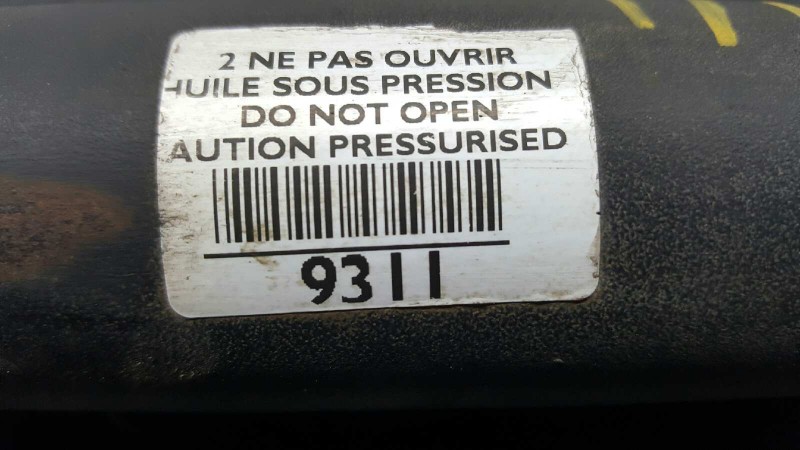 2 NE PAS OUVRIR
HUILE SOUS PRESSION
DO NOT OPEN
AUTION PRESSURISED
9311